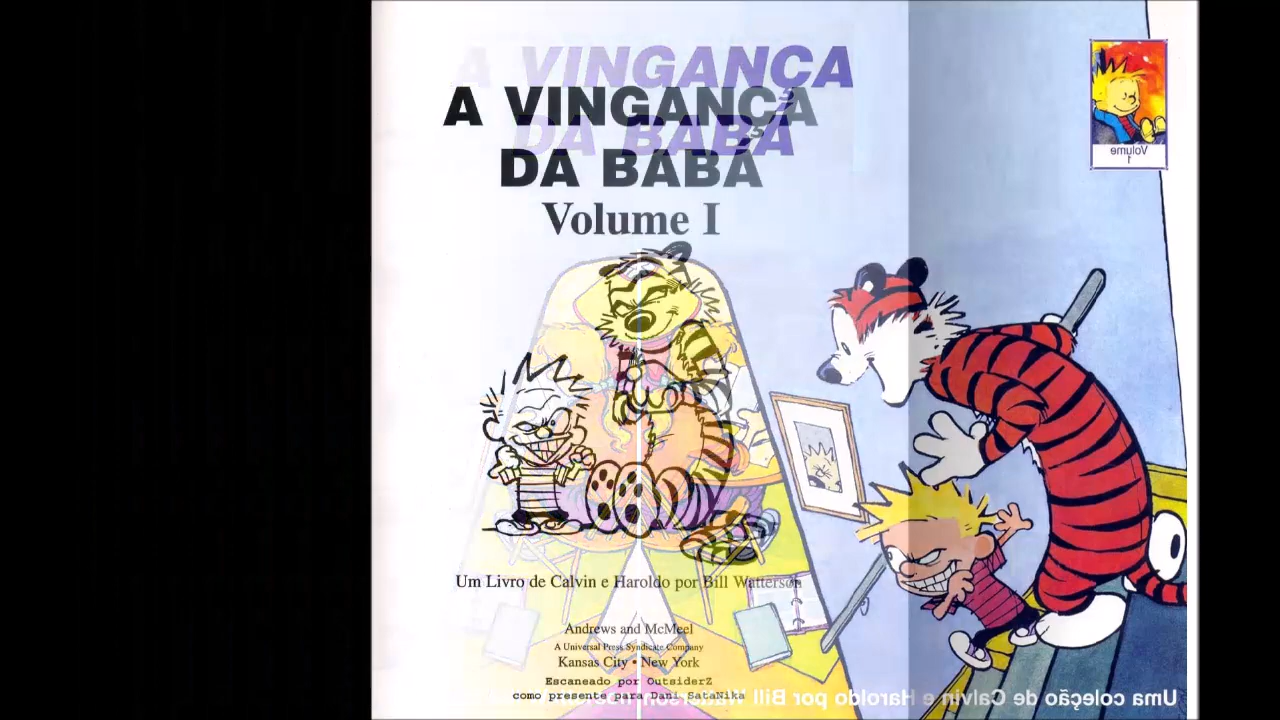 A VINGANÇA
DA BABÁ
A VINGANÇA
DA BABÁ
Volume I
Volume
1
Um Livro de Calvin e Haroldo por Bill Watterson
Andrews and McMeel
A Universal Press Syndicate Company
Kansas City • New York
Escaneado por OutsiderZ
como presente para Dani SataNika
Uma coleção de Calvin e Haroldo por Bill Watterson